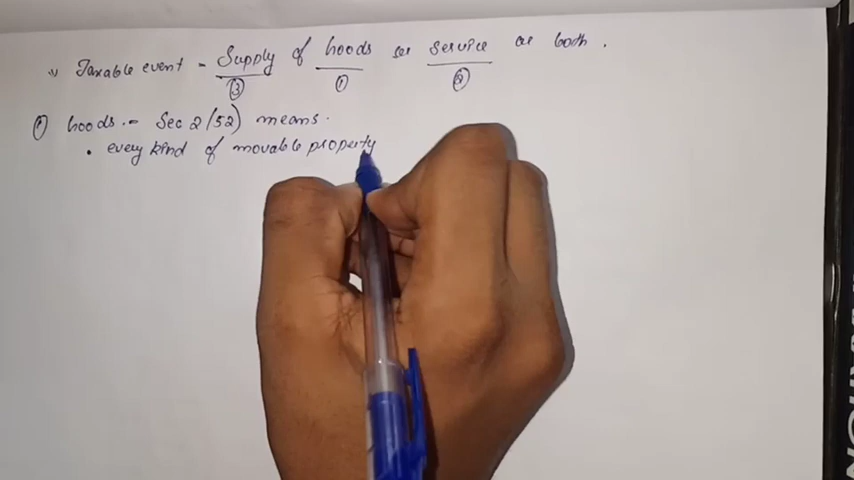 Taxable event - Supply of Goods or service or both.
③ ① ②
① Goods :- Sec 2(52) means.
• every kind of movable property